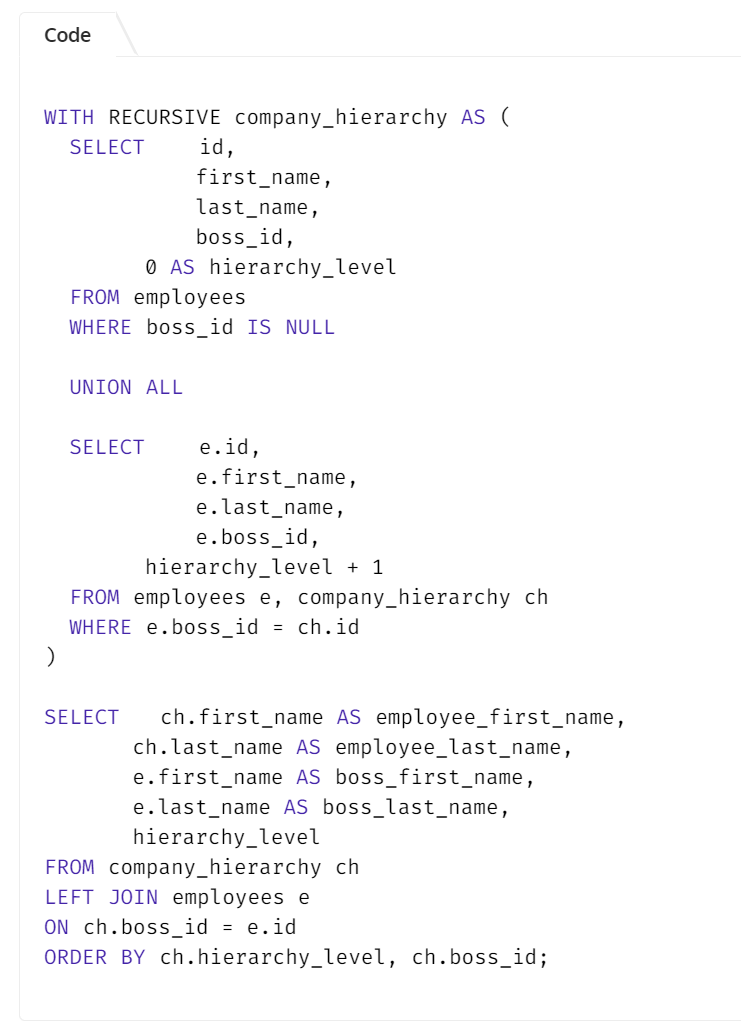 Code
WITH RECURSIVE company_hierarchy AS (
SELECT id,
first_name,
last_name,
boss_id,
0 AS hierarchy_level
FROM employees
WHERE boss_id IS NULL
UNION ALL
SELECT e.id,
e.first_name,
e.last_name,
e.boss_id,
hierarchy_level + 1
FROM employees e, company_hierarchy ch
WHERE e.boss_id = ch.id
)
SELECT ch.first_name AS employee_first_name,
ch.last_name AS employee_last_name,
e.first_name AS boss_first_name,
e.last_name AS boss_last_name,
hierarchy_level
FROM company_hierarchy ch
LEFT JOIN employees e
ON ch.boss_id = e.id
ORDER BY ch.hierarchy_level, ch.boss_id;